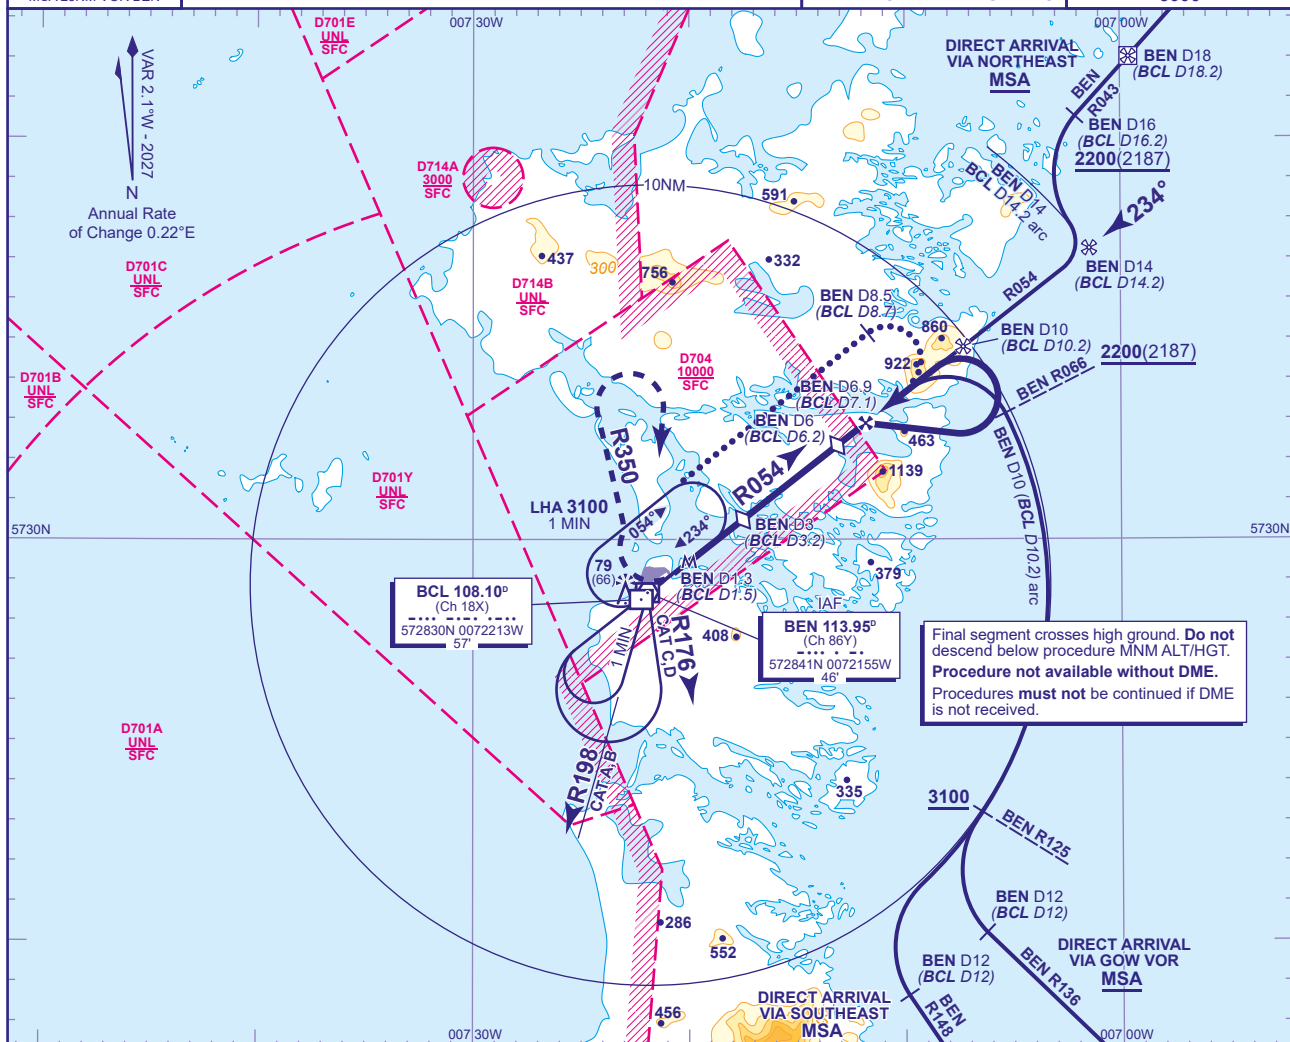 D701E
UNL
SFC
007'30W
007'00W
VAR 2.1°W - 2027
N
Annual Rate
of Change 0.22°E
D714A
3000
SFC
DIRECT ARRIVAL
VIA NORTHEAST
MSA
BEN D18
(BCL D18.2)
BEN
R043
BEN D16
(BCL D16.2)
2200(2187)
BEN D14
BCL D14.2 arc
234°
10NM
591
D701C
UNL
SFC
437
300
756
332
D714B
UNL
SFC
BEN D14
(BCL D14.2)
R054
BEN D8.5
(BCL D8.7)
860
BEN D10
(BCL D10.2)
2200(2187)
922
D704
10000
SFC
D701B
UNL
SFC
BEN D6.9
(BCL D7.1)
BEN R066
BEN D6
(BCL D6.2)
463
R350
R054
1139
BEN D10 (BCL D10.2) arc
D701Y
UNL
SFC
LHA 3100
1 MIN
054°
234°
5730N
5730N
BEN D3
(BCL D3.2)
79
(66)
BEN D1.3
(BCL D1.5)
379
BCL 108.10D
(Ch 18X)
572830N 0072213W
57'
IAF
BEN 113.95D
(Ch 86Y)
572841N 0072155W
46'
408
R176
CAT C,D
1 MIN
Final segment crosses high ground. Do not
descend below procedure MNM ALT/HGT.
Procedure not available without DME.
Procedures must not be continued if DME
is not received.
D701A
UNL
SFC
R198
CAT A,B
335
3100
BEN R125
BEN D12
(BCL D12)
286
552
BEN D12
(BCL D12)
DIRECT ARRIVAL
VIA GOW VOR
MSA
BEN R136
BEN
R148
DIRECT ARRIVAL
VIA SOUTHEAST
MSA
456
007'30W
007'00W